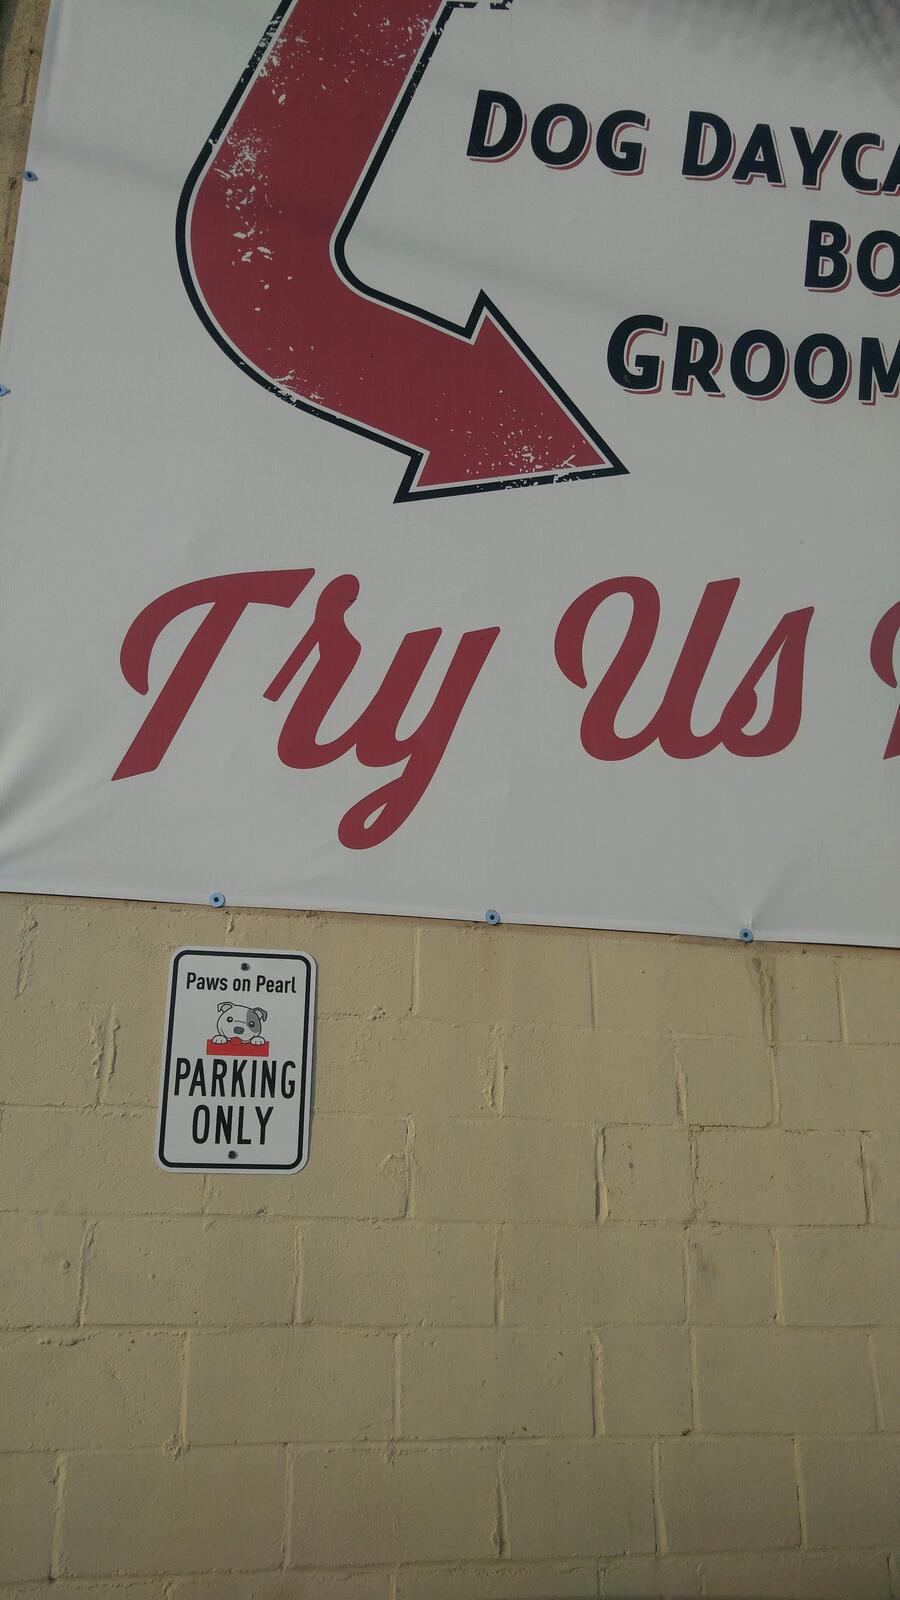 DOG DAYCA
BO
GROOM
Try Us
Paws on Pearl
PARKING
ONLY